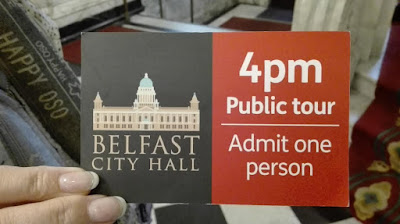 HAPPY OSO
BELFAST
CITY HALL
4pm
Public tour
Admit one
person